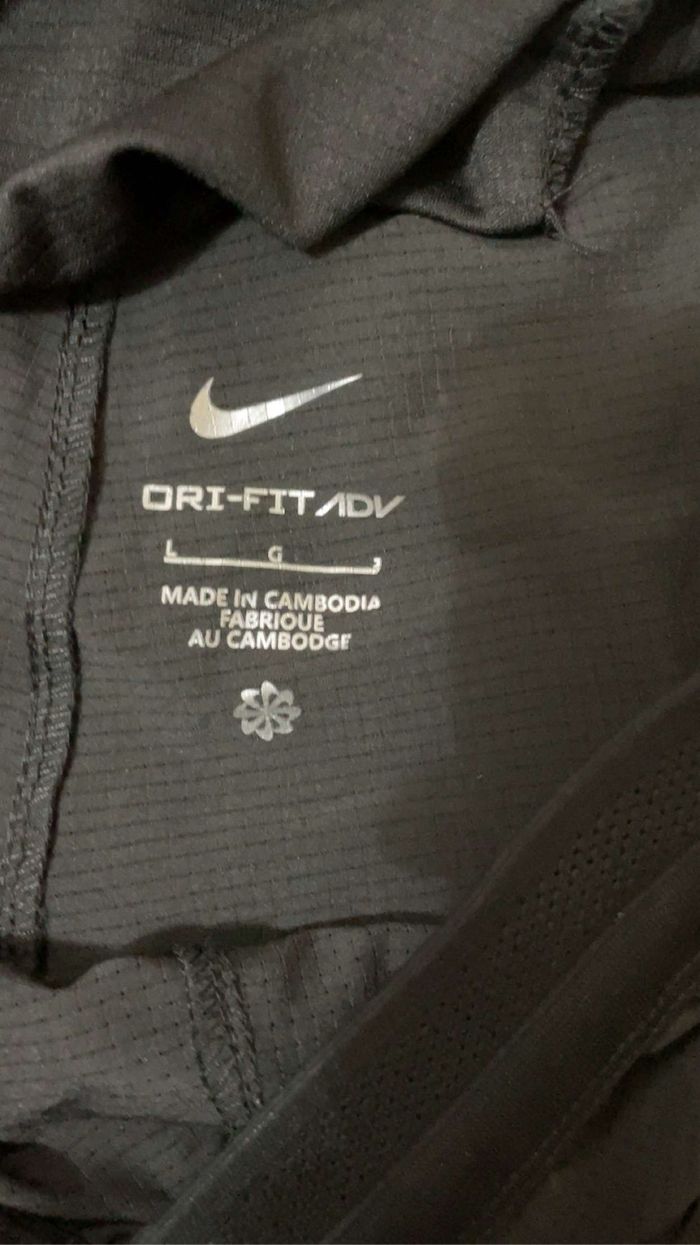 DRI-FIT ADV
L G
MADE IN CAMBODIA
FABRIQUE
AU CAMBODGE